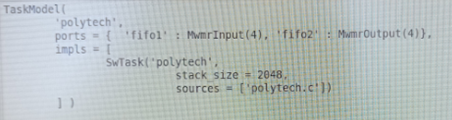 TaskModel(
'polytech',
ports = { 'fifo1' : MwmrInput(4), 'fifo2' : MwmrOutput(4)},
impls = [
SwTask('polytech',
stack_size = 2048,
sources = ['polytech.c'])
] )